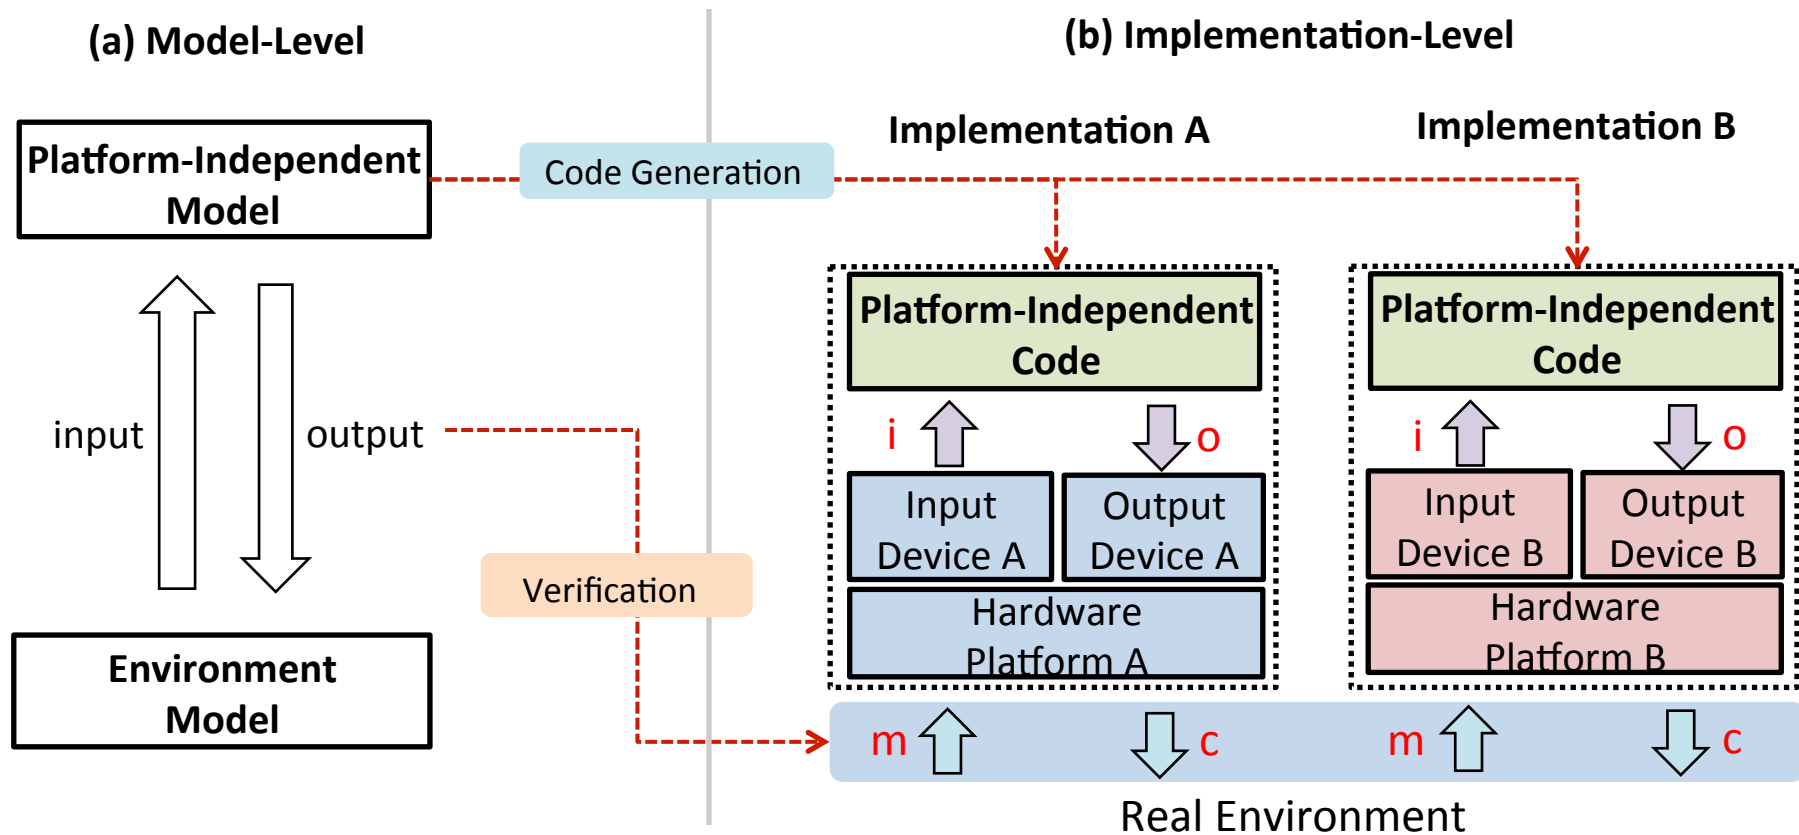 (a) Model-Level
(b) Implementation-Level
Implementation A
Implementation B
Platform-Independent
Model
Code Generation
Platform-Independent
Code
Platform-Independent
Code
input
output
i
o
i
o
Input
Device A
Output
Device A
Input
Device B
Output
Device B
Verification
Hardware
Platform A
Hardware
Platform B
Environment
Model
m
c
m
c
Real Environment